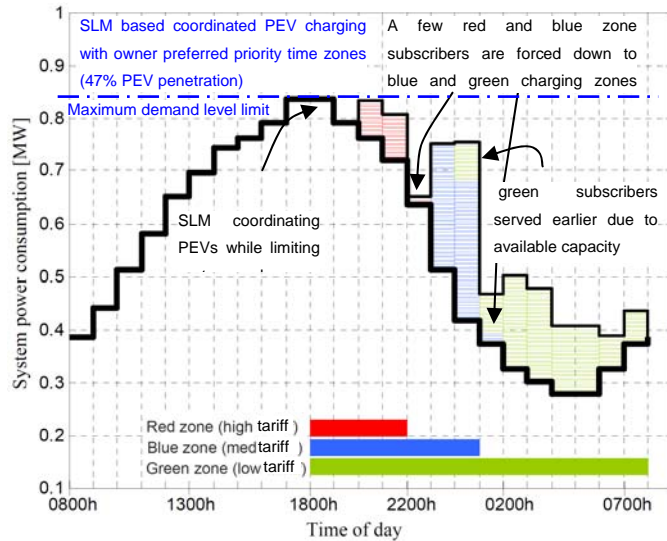 SLM based coordinated PEV charging
with owner preferred priority time zones
(47% PEV penetration)
A few red and blue zone
subscribers are forced down to
blue and green charging zones
Maximum demand level limit
SLM coordinating
PEVs while limiting
green subscribers
served earlier due to
available capacity
System power consumption [MW]
1
0.9
0.8
0.7
0.6
0.5
0.4
0.3
0.2
0.1
Red zone (high tariff )
Blue zone (med tariff )
Green zone (low tariff )
0800h 1300h 1800h 2200h 0200h 0700h
Time of day